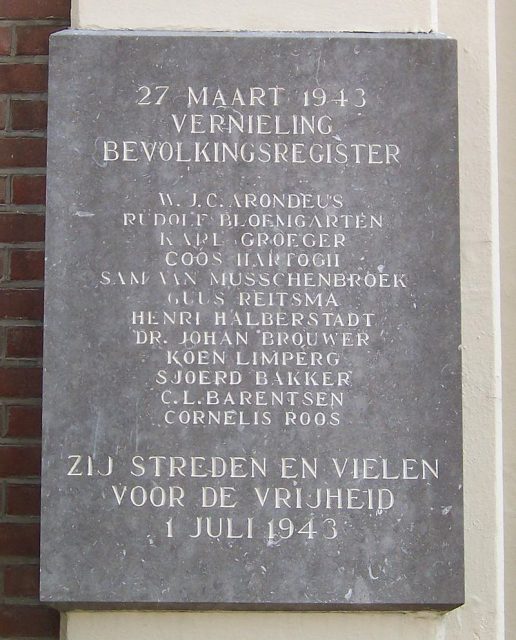 27 MAART 1943
VERNIELING
BEVOLKINGSREGISTER
W. J. C. ARONDEUS
RUDOLF BLOEMGARTEN
KARL GROEGER
COOS HARTOGH
SAM VAN MUSSCHENBROEK
GUUS REITSMA
HENRI HALBERSTADT
DR. JOHAN BROUWER
KOEN LIMPERG
SJOERD BAKKER
C. L. BARENTSEN
CORNELIS ROOS
ZIJ STREDEN EN VIELEN
VOOR DE VRIJHEID
1 JULI 1943